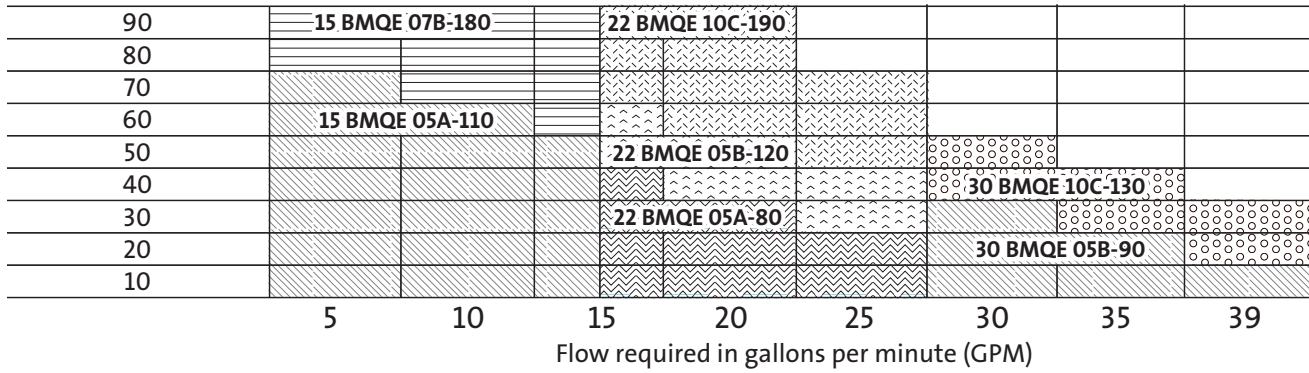 90 15 BMQE 07B-180 22 BMQE 10C-190
80
70
60 15 BMQE 05A-110
50 22 BMQE 05B-120
40 30 BMQE 10C-130
30 22 BMQE 05A-80
20 30 BMQE 05B-90
10
5 10 15 20 25 30 35 39
Flow required in gallons per minute (GPM)